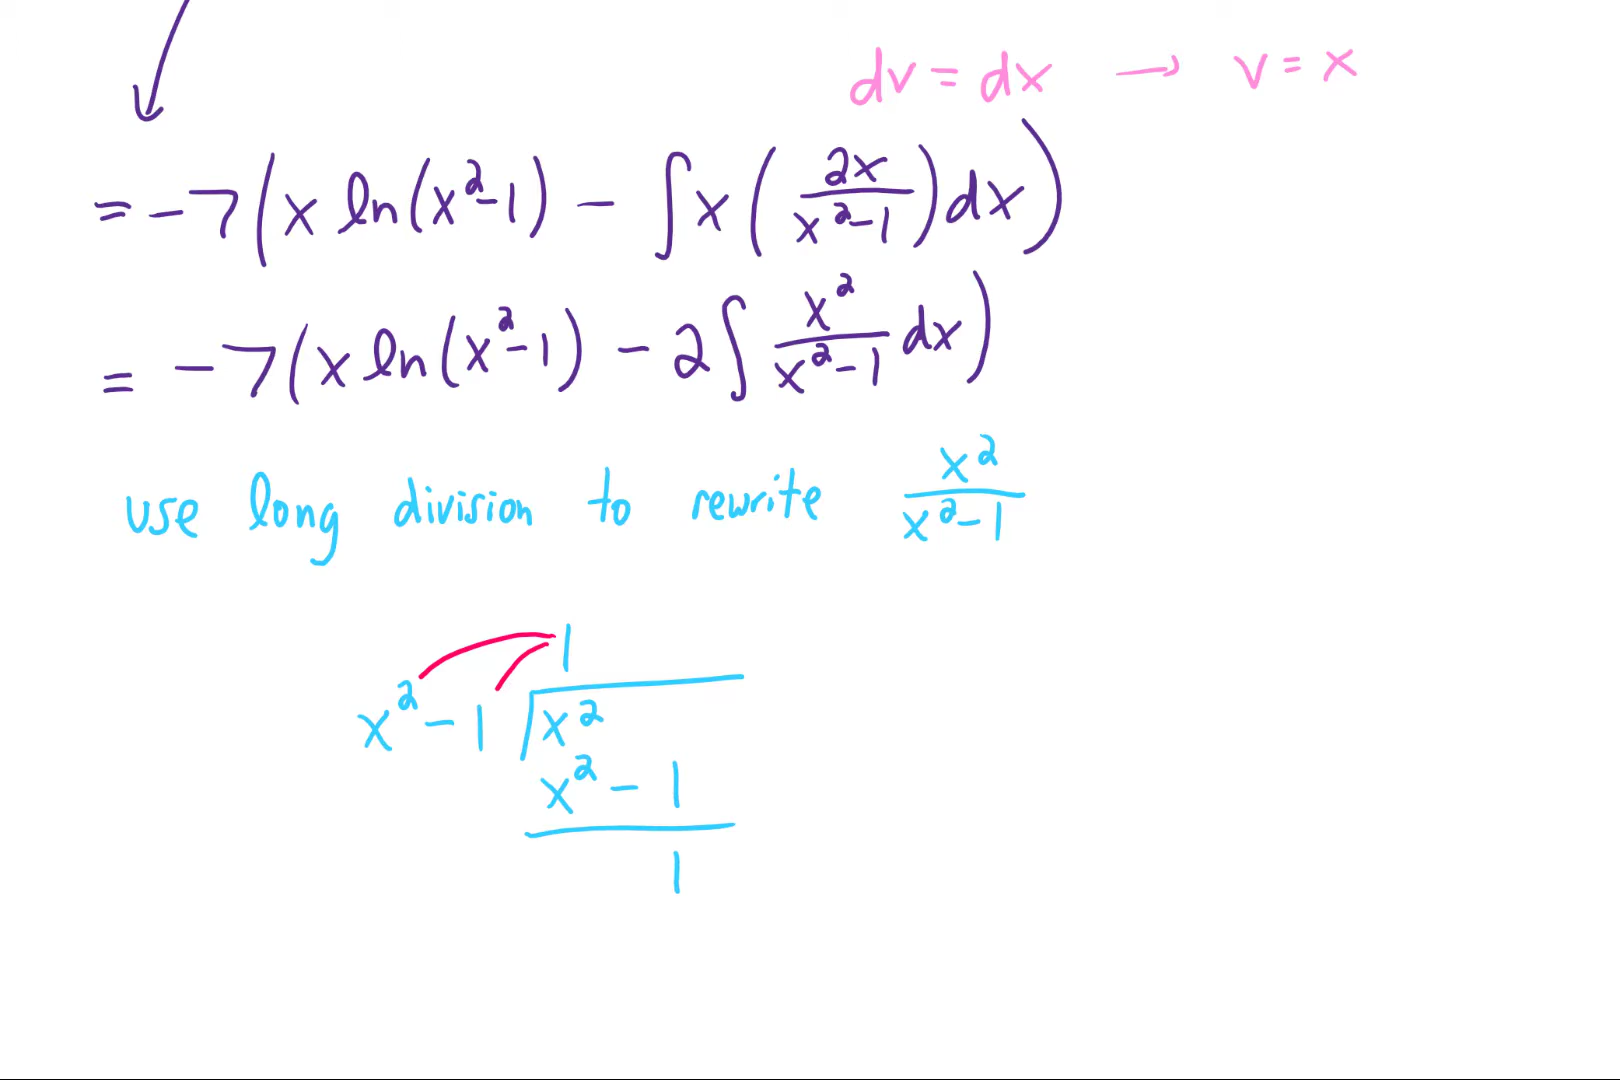 dv = dx → v = x
= -7(x ln(x²-1) - ∫x(2x/(x²-1))dx)
= -7(x ln(x²-1) - 2∫x²/(x²-1) dx)
use long division to rewrite x²/(x²-1)
1
x² - 1 √x²
x² - 1
1